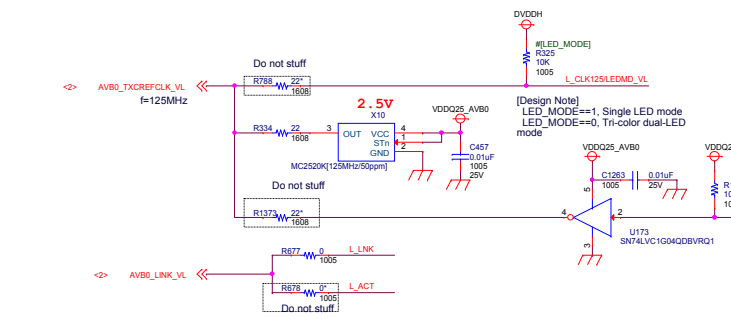 DVDDH
#[LED_MODE]
R325
10K
1005
Do not stuff
R788 22*
1608
<2> AVB0_TXCREFCLK_VL
f=125MHz
L_CLK125/LEDMD_VL
2.5V
X10
VDDQ25_AVB0
[Design Note]
LED_MODE==1, Single LED mode
LED_MODE==0, Tri-color dual-LED
mode
R334 22
1608
3 OUT VCC 4
STn 1
GND 2
MC2520K[125MHz/50ppm]
C457
0.01uF
1005
25V
VDDQ25_AVB0
VDDQ2
C1263 0.01uF
1005 25V
Do not stuff
R1373 22*
1608
5
4
2
3
U173
SN74LVC1G04QDBVRQ1
R1
10
10
R677 0
1005
L_LNK
<2> AVB0_LINK_VL
R678 0*
1005
L_ACT
Do not stuff